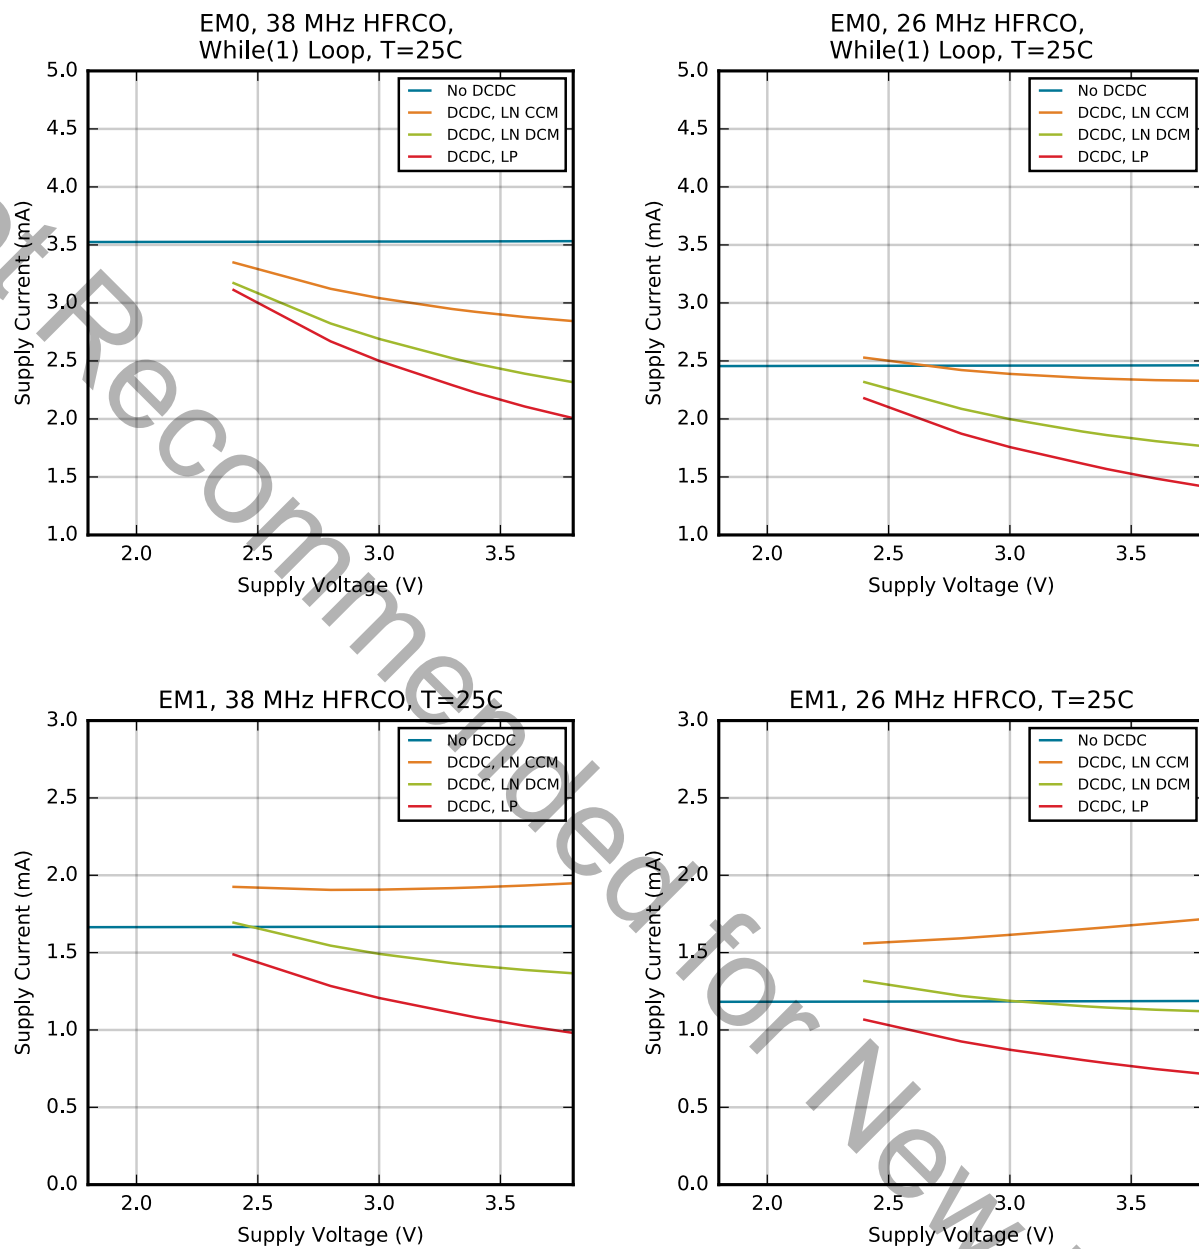 EM0, 38 MHz HFRCO,
While(1) Loop, T=25C
5.0
4.5
4.0
3.5
3.0
2.5
2.0
1.5
1.0
Supply Current (mA)
No DCDC
DCDC, LN CCM
DCDC, LN DCM
DCDC, LP
2.0 2.5 3.0 3.5
Supply Voltage (V)
EM0, 26 MHz HFRCO,
While(1) Loop, T=25C
5.0
4.5
4.0
3.5
3.0
2.5
2.0
1.5
1.0
Supply Current (mA)
No DCDC
DCDC, LN CCM
DCDC, LN DCM
DCDC, LP
2.0 2.5 3.0 3.5
Supply Voltage (V)
EM1, 38 MHz HFRCO, T=25C
3.0
2.5
2.0
1.5
1.0
0.5
0.0
Supply Current (mA)
No DCDC
DCDC, LN CCM
DCDC, LN DCM
DCDC, LP
2.0 2.5 3.0 3.5
Supply Voltage (V)
EM1, 26 MHz HFRCO, T=25C
3.0
2.5
2.0
1.5
1.0
0.5
0.0
Supply Current (mA)
No DCDC
DCDC, LN CCM
DCDC, LN DCM
DCDC, LP
2.0 2.5 3.0 3.5
Supply Voltage (V)
Recommended for New